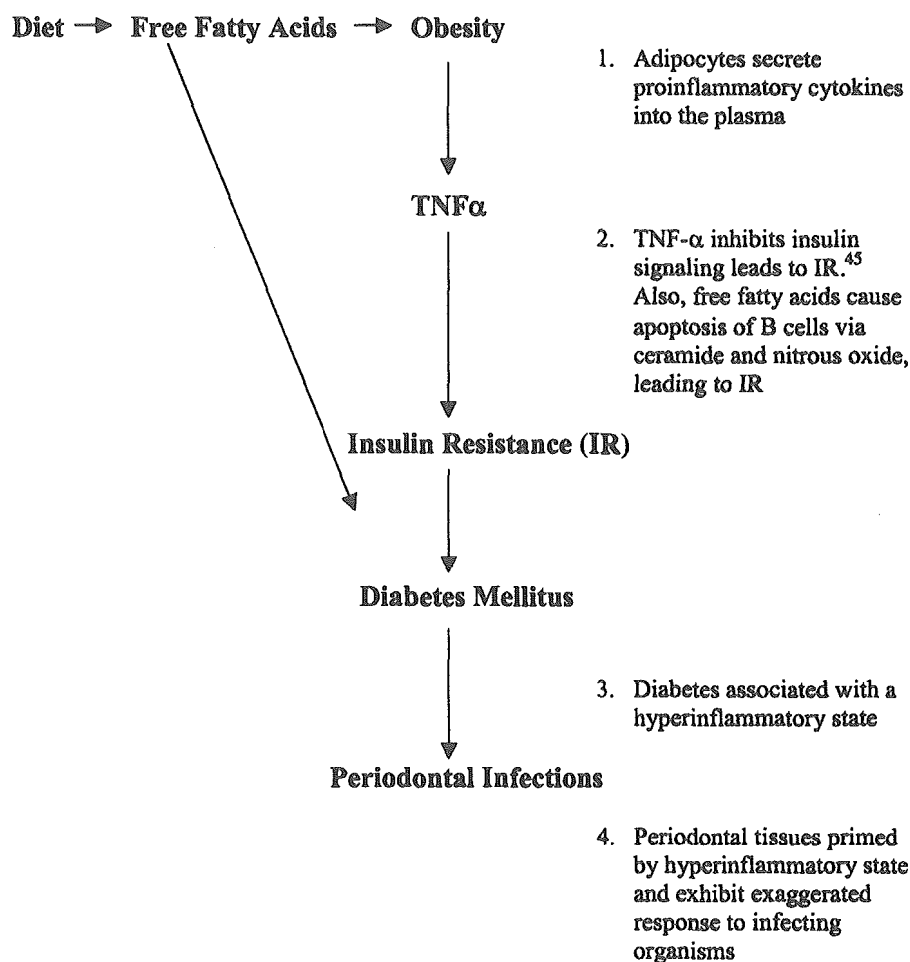 Diet → Free Fatty Acids → Obesity
1. Adipocytes secrete
proinflammatory cytokines
into the plasma
TNFα
2. TNF-α inhibits insulin
signaling leads to IR.45
Also, free fatty acids cause
apoptosis of B cells via
ceramide and nitrous oxide,
leading to IR
Insulin Resistance (IR)
Diabetes Mellitus
3. Diabetes associated with a
hyperinflammatory state
Periodontal Infections
4. Periodontal tissues primed
by hyperinflammatory state
and exhibit exaggerated
response to infecting
organisms